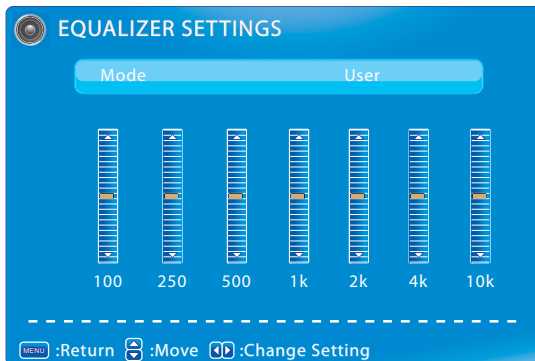 EQUALIZER SETTINGS
Mode User
100 250 500 1k 2k 4k 10k
MENU :Return :Move :Change Setting